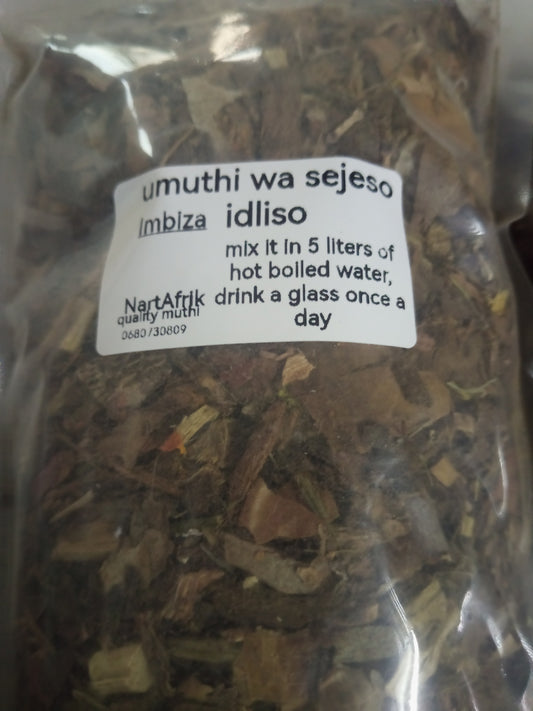 umuthi wa sejeso
imbiza idliso
mix it in 5 liters of
hot boiled water,
drink a glass once a
day
NartAfrik
quality muthi
0680730809